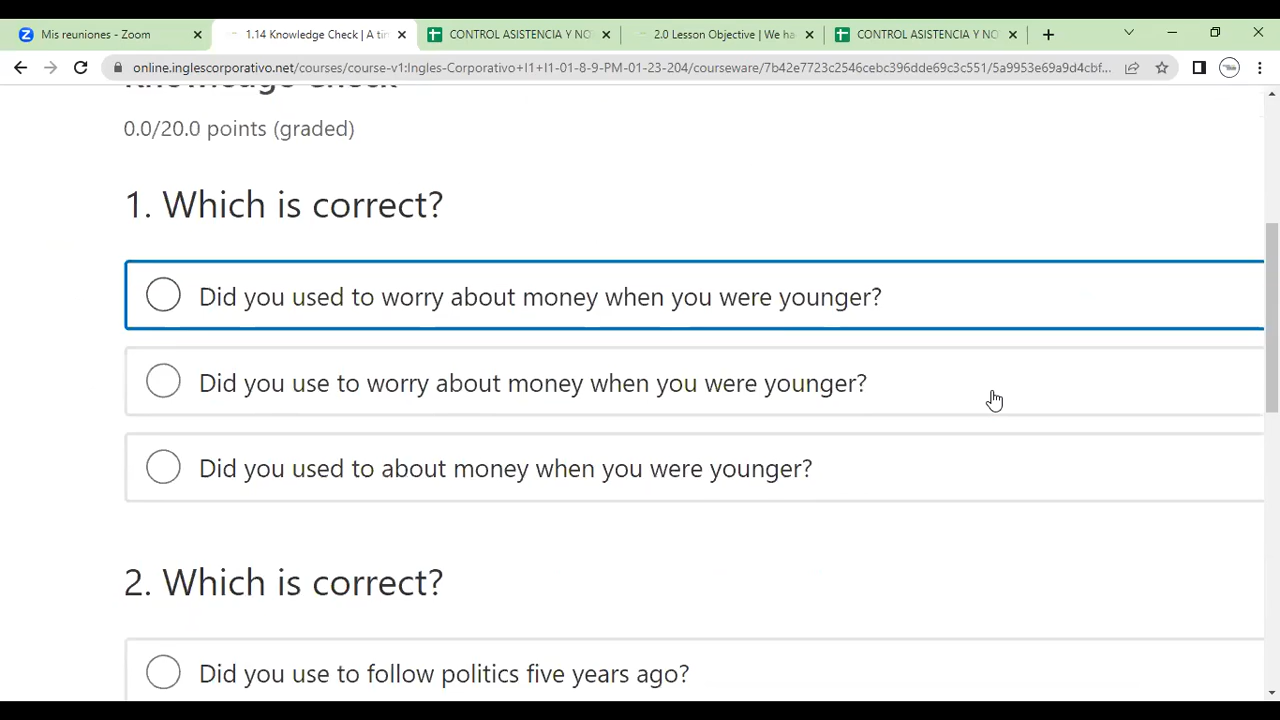 Mis reuniones - Zoom
1.14 Knowledge Check | A ti
CONTROL ASISTENCIA Y NO
2.0 Lesson Objective | We ha
CONTROL ASISTENCIA Y NO
online.inglescorporativo.net/courses/course-v1:Ingles-Corporativo+I1+I1-01-8-9-PM-01-23-204/courseware/7b42e7723c2546cebc396dde69c3c551/5a9953e69a9d4cbf...
Knowledge Check
0.0/20.0 points (graded)
1. Which is correct?
Did you used to worry about money when you were younger?
Did you use to worry about money when you were younger?
Did you used to about money when you were younger?
2. Which is correct?
Did you use to follow politics five years ago?